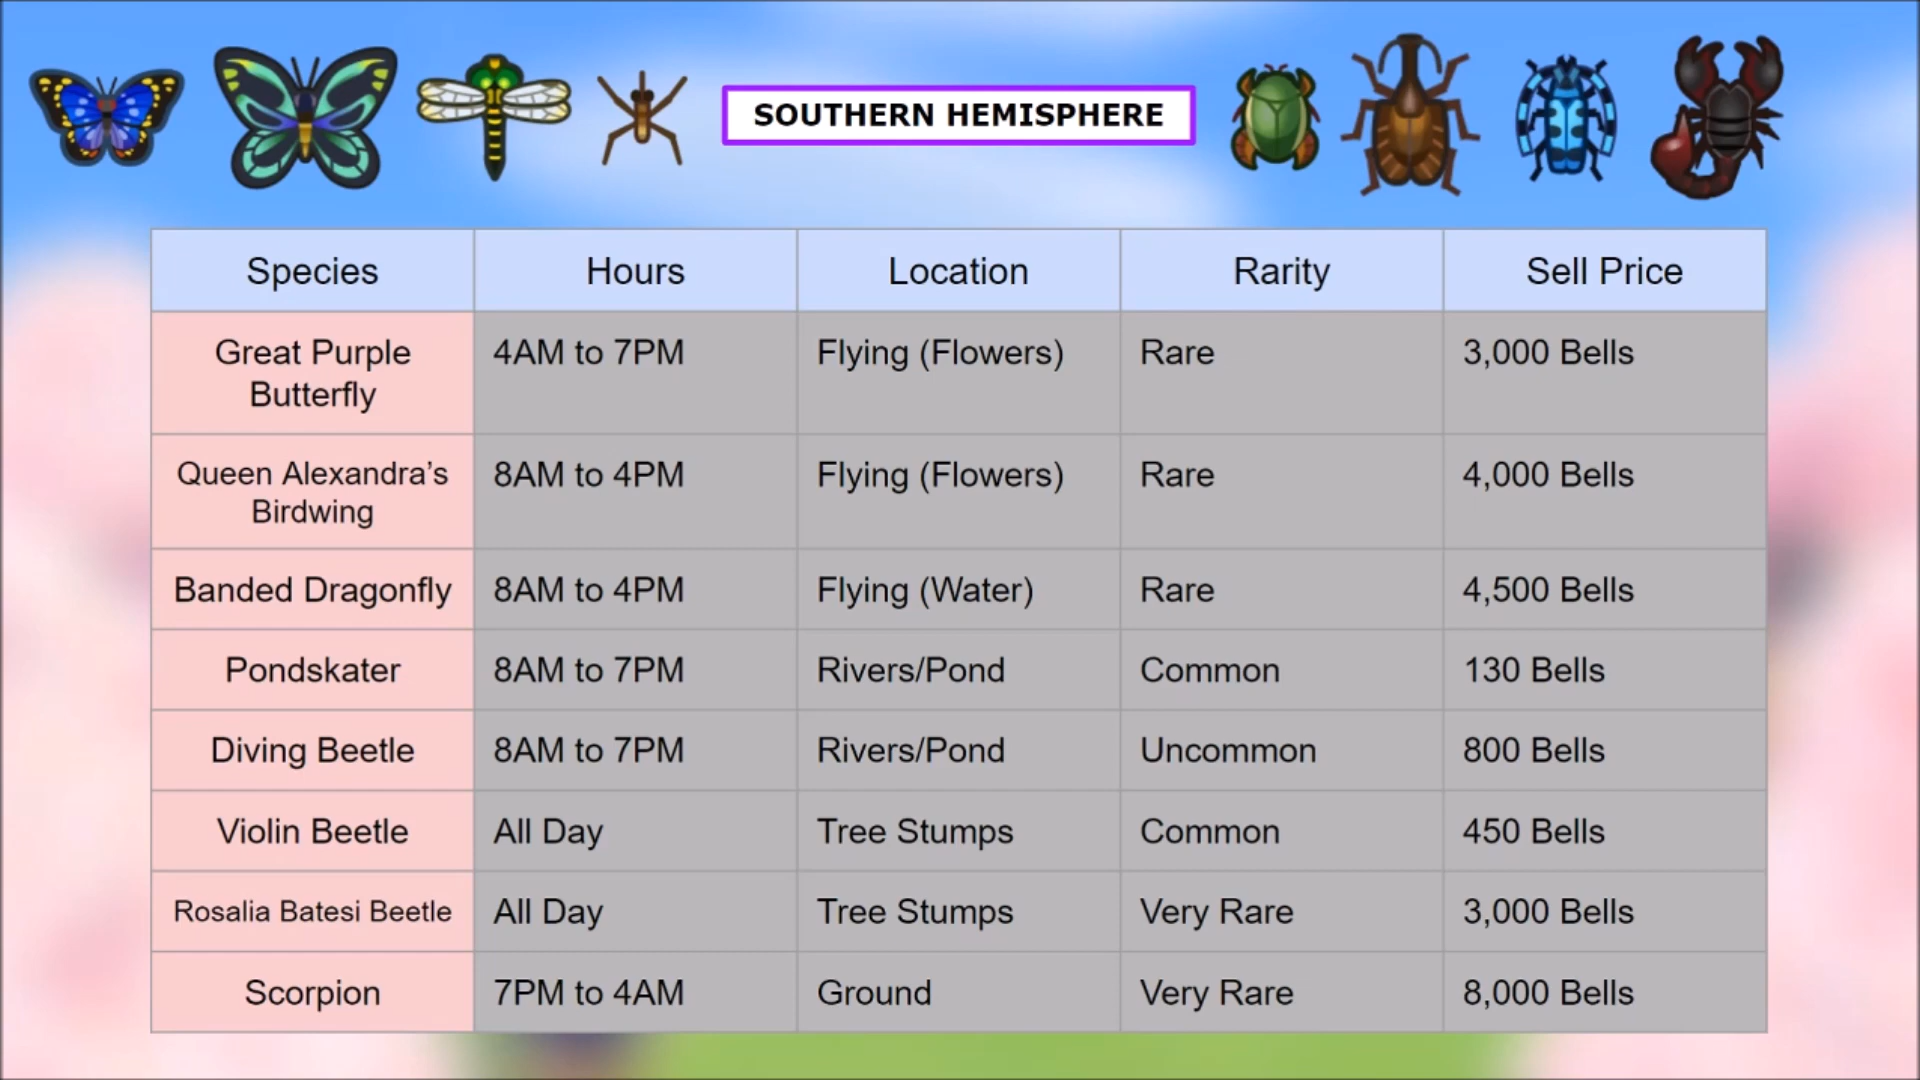 SOUTHERN HEMISPHERE
Species Hours Location Rarity Sell Price
Great Purple 4AM to 7PM Flying (Flowers) Rare 3,000 Bells
Butterfly
Queen Alexandra’s 8AM to 4PM Flying (Flowers) Rare 4,000 Bells
Birdwing
Banded Dragonfly 8AM to 4PM Flying (Water) Rare 4,500 Bells
Pondskater 8AM to 7PM Rivers/Pond Common 130 Bells
Diving Beetle 8AM to 7PM Rivers/Pond Uncommon 800 Bells
Violin Beetle All Day Tree Stumps Common 450 Bells
Rosalia Batesi Beetle All Day Tree Stumps Very Rare 3,000 Bells
Scorpion 7PM to 4AM Ground Very Rare 8,000 Bells